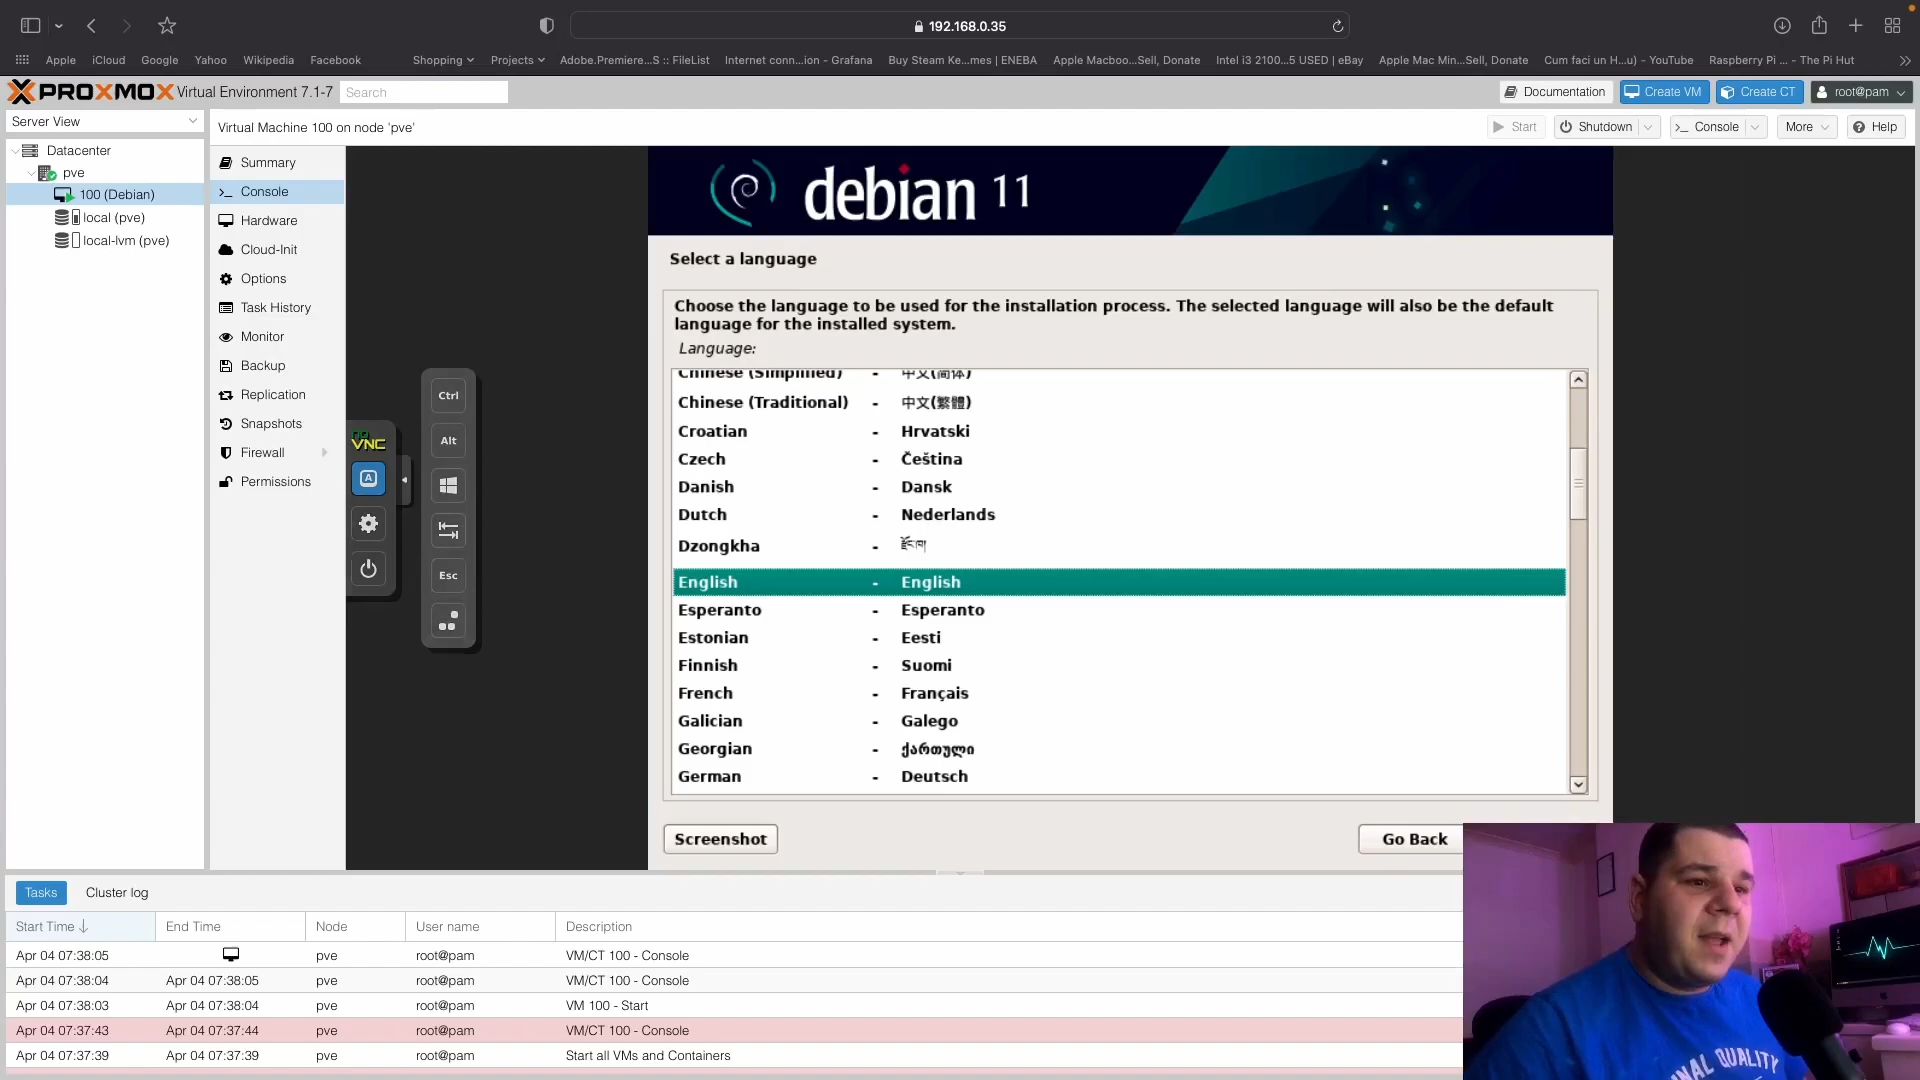 192.168.0.35
Apple iCloud Google Yahoo Wikipedia Facebook Shopping Projects Adobe.Premiere...S :: FileList Internet conn...ion - Grafana Buy Steam Ke...mes | ENEBA Apple Macboo...Sell, Donate Intel i3 2100...5 USED | eBay Apple Mac Min...Sell, Donate Cum faci un H...u) - YouTube Raspberry Pi ... - The Pi Hut
PROXMOX Virtual Environment 7.1-7 Search Documentation Create VM Create CT root@pam
Server View
Virtual Machine 100 on node 'pve' Start Shutdown Console More Help
Datacenter
pve
100 (Debian)
local (pve)
local-lvm (pve)
Summary
Console
Hardware
Cloud-Init
Options
Task History
Monitor
Backup
Replication
Snapshots
Firewall
Permissions
no
VNC
A
Ctrl
Alt
Esc
debian 11
Select a language
Choose the language to be used for the installation process. The selected language will also be the default
language for the installed system.
Language:
Chinese (Simplified) - 中文(简体)
Chinese (Traditional) - 中文(繁體)
Croatian - Hrvatski
Czech - Čeština
Danish - Dansk
Dutch - Nederlands
Dzongkha - རྫོང་ཁ།
English - English
Esperanto - Esperanto
Estonian - Eesti
Finnish - Suomi
French - Français
Galician - Galego
Georgian - ქართული
German - Deutsch
Screenshot Go Back
Tasks Cluster log
Start Time End Time Node User name Description
Apr 04 07:38:05 pve root@pam VM/CT 100 - Console
Apr 04 07:38:04 Apr 04 07:38:05 pve root@pam VM/CT 100 - Console
Apr 04 07:38:03 Apr 04 07:38:04 pve root@pam VM 100 - Start
Apr 04 07:37:43 Apr 04 07:37:44 pve root@pam VM/CT 100 - Console
Apr 04 07:37:39 Apr 04 07:37:39 pve root@pam Start all VMs and Containers
NAL QUALITY